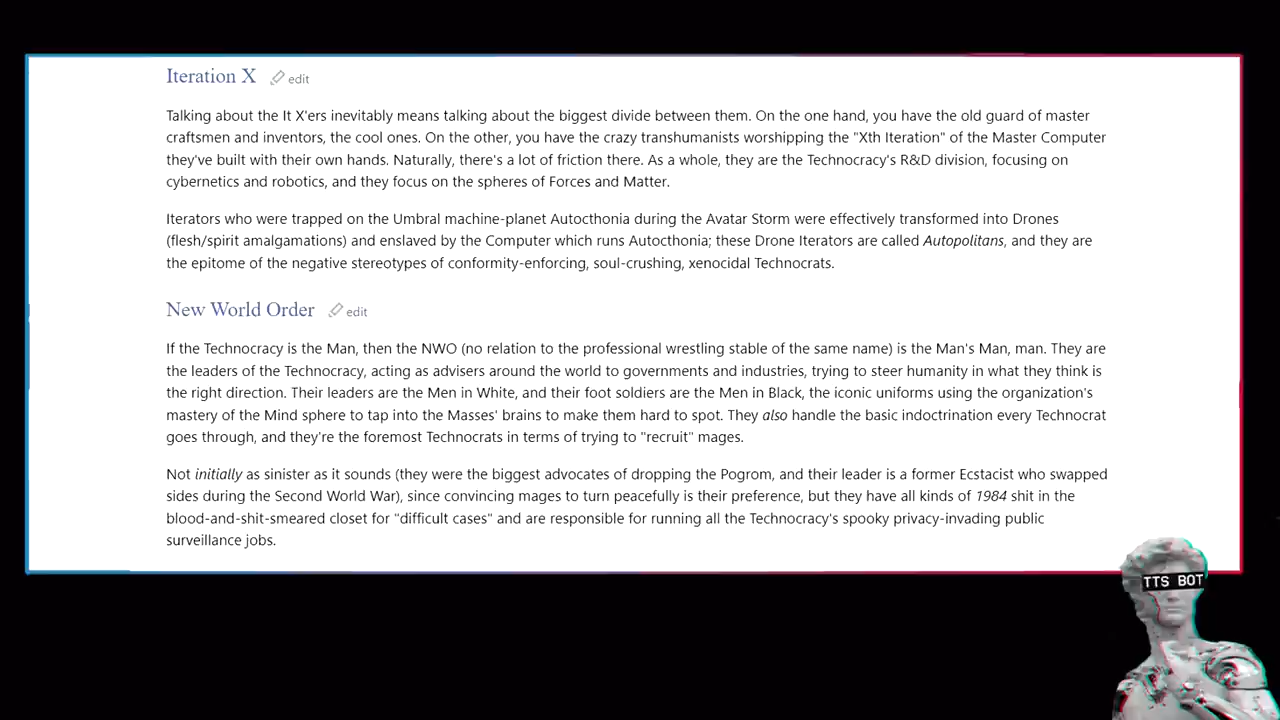 Iteration X edit
Talking about the It X'ers inevitably means talking about the biggest divide between them. On the one hand, you have the old guard of master
craftsmen and inventors, the cool ones. On the other, you have the crazy transhumanists worshipping the "Xth Iteration" of the Master Computer
they've built with their own hands. Naturally, there's a lot of friction there. As a whole, they are the Technocracy's R&D division, focusing on
cybernetics and robotics, and they focus on the spheres of Forces and Matter.
Iterators who were trapped on the Umbral machine-planet Autocthonia during the Avatar Storm were effectively transformed into Drones
(flesh/spirit amalgamations) and enslaved by the Computer which runs Autocthonia; these Drone Iterators are called Autopolitans, and they are
the epitome of the negative stereotypes of conformity-enforcing, soul-crushing, xenocidal Technocrats.
New World Order edit
If the Technocracy is the Man, then the NWO (no relation to the professional wrestling stable of the same name) is the Man's Man, man. They are
the leaders of the Technocracy, acting as advisers around the world to governments and industries, trying to steer humanity in what they think is
the right direction. Their leaders are the Men in White, and their foot soldiers are the Men in Black, the iconic uniforms using the organization's
mastery of the Mind sphere to tap into the Masses' brains to make them hard to spot. They also handle the basic indoctrination every Technocrat
goes through, and they're the foremost Technocrats in terms of trying to "recruit" mages.
Not initially as sinister as it sounds (they were the biggest advocates of dropping the Pogrom, and their leader is a former Ecstacist who swapped
sides during the Second World War), since convincing mages to turn peacefully is their preference, but they have all kinds of 1984 shit in the
blood-and-shit-smeared closet for "difficult cases" and are responsible for running all the Technocracy's spooky privacy-invading public
surveillance jobs.
TTS BOT